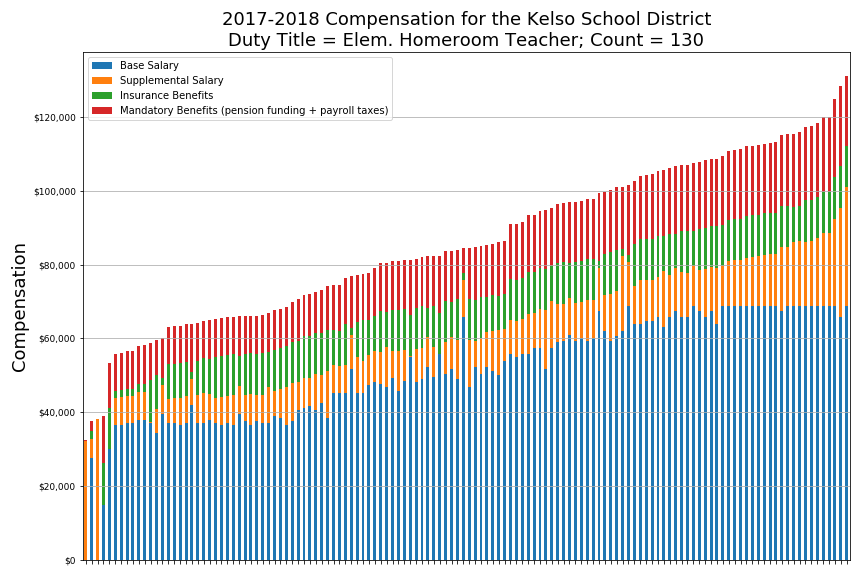 2017-2018 Compensation for the Kelso School District
Duty Title = Elem. Homeroom Teacher; Count = 130
Base Salary
Supplemental Salary
Insurance Benefits
Mandatory Benefits (pension funding + payroll taxes)
$120,000
$100,000
$80,000
$60,000
$40,000
$20,000
$0
Compensation